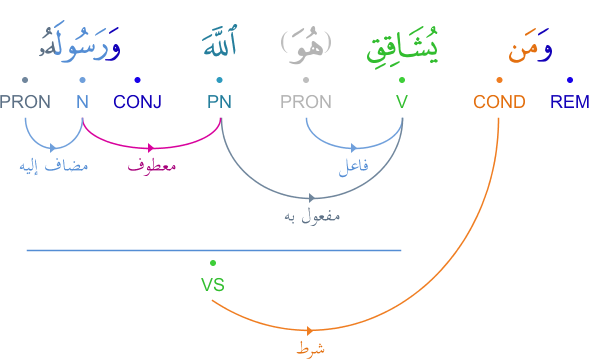 وَمَن يُشَاقِقِ (هُوَ) ٱللَّهَ وَرَسُولَهُۥ
PRON N CONJ PN PRON V COND REM
مضاف إليه معطوف فاعل
مفعول به
VS
شرط